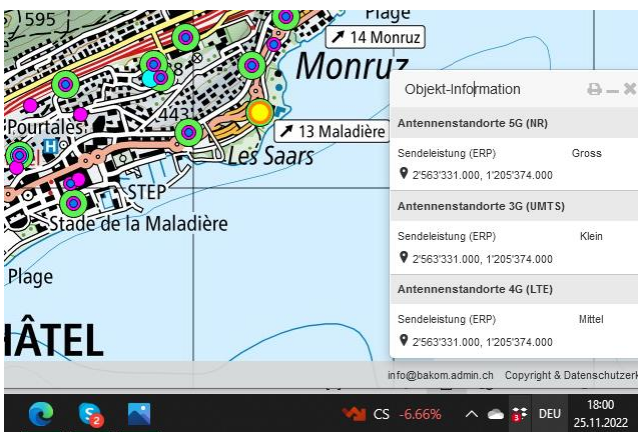 1595
Plage
14 Monruz
Monruz
443
Pourtalès
H
13 Maladière
Les Saars
STEP
Stade de la Maladière
Plage
HÂTEL
Objekt-Information
Antennenstandorte 5G (NR)
Sendeleistung (ERP) Gross
2'563'331.000, 1'205'374.000
Antennenstandorte 3G (UMTS)
Sendeleistung (ERP) Klein
2'563'331.000, 1'205'374.000
Antennenstandorte 4G (LTE)
Sendeleistung (ERP) Mittel
2'563'331.000, 1'205'374.000
info@bakom.admin.ch Copyright & Datenschutzerk
2
CS -6.66% DEU 18:00
25.11.2022